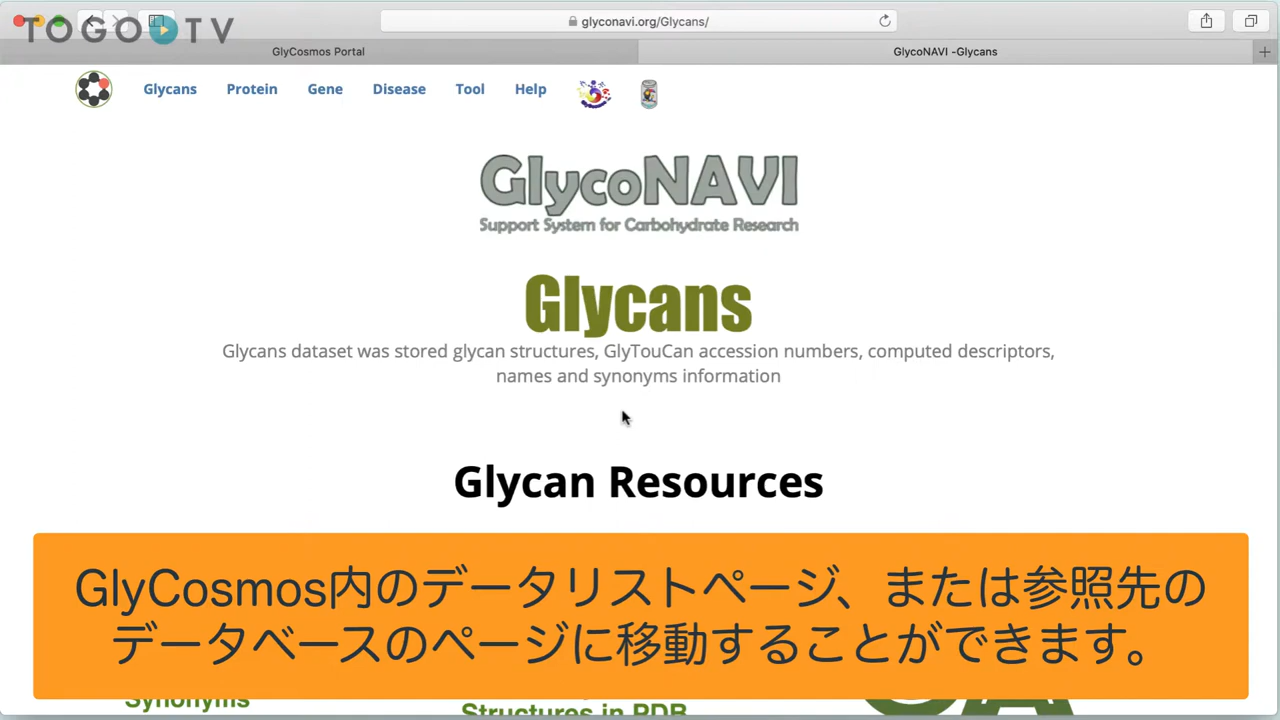 TOGO TV
glyconavi.org/Glycans/
GlyCosmos Portal
GlycoNAVI -Glycans
Glycans Protein Gene Disease Tool Help
GlycoNAVI
Support System for Carbohydrate Research
Glycans
Glycans dataset was stored glycan structures, GlyTouCan accession numbers, computed descriptors,
names and synonyms information
Glycan Resources
GlyCosmos内のデータリストページ、または参照先の
データベースのページに移動することができます。
Synonyms
Structures in PDB